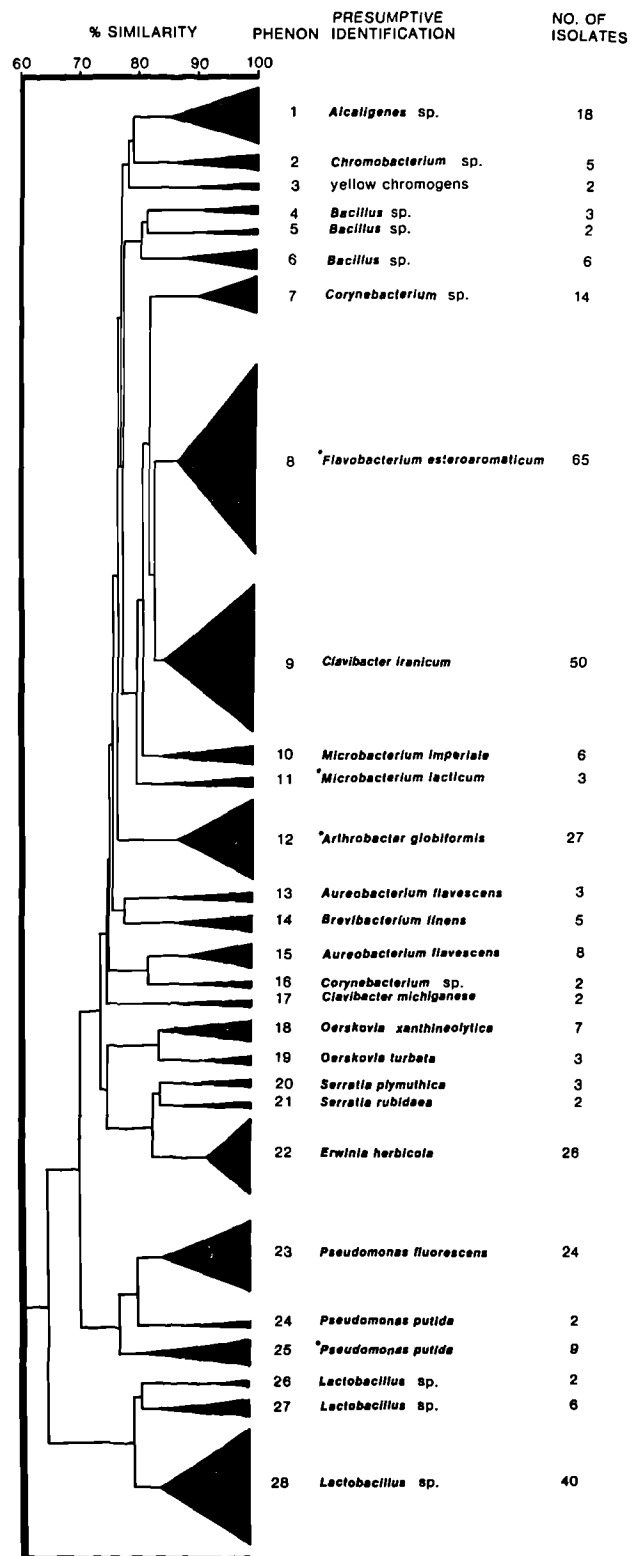 % SIMILARITY PHENON PRESUMPTIVE IDENTIFICATION NO. OF ISOLATES
60 70 80 90 100
1 Alcaligenes sp. 18
2 Chromobacterium sp. 5
3 yellow chromogens 2
4 Bacillus sp. 3
5 Bacillus sp. 2
6 Bacillus sp. 6
7 Corynebacterium sp. 14
8 *Flavobacterium esteroaromaticum 65
9 Clavibacter iranicum 50
10 Microbacterium imperiale 6
11 *Microbacterium lacticum 3
12 *Arthrobacter globiformis 27
13 Aureobacterium flavescens 3
14 Brevibacterium linens 5
15 Aureobacterium flavescens 8
16 Corynebacterium sp. 2
17 Clavibacter michiganese 2
18 Oerskovia xanthineolytica 7
19 Oerskovia turbata 3
20 Serratia plymuthica 3
21 Serratia rubidaea 2
22 Erwinia herbicola 26
23 Pseudomonas fluorescens 24
24 Pseudomonas putida 2
25 *Pseudomonas putida 9
26 Lactobacillus sp. 2
27 Lactobacillus sp. 6
28 Lactobacillus sp. 40